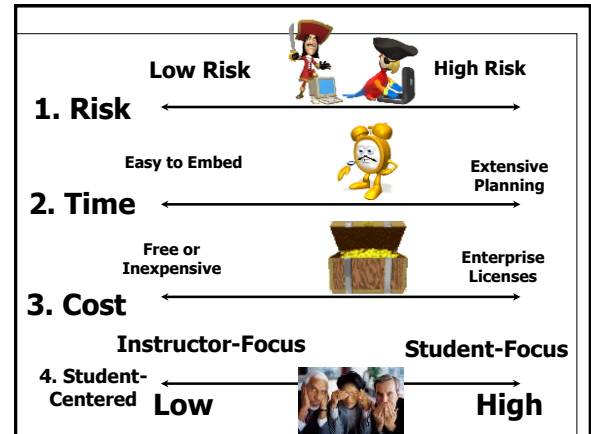 Low Risk
High Risk
1. Risk
Easy to Embed
Extensive
Planning
2. Time
Free or
Inexpensive
Enterprise
Licenses
3. Cost
Instructor-Focus
Student-Focus
4. Student-
Centered
Low
High